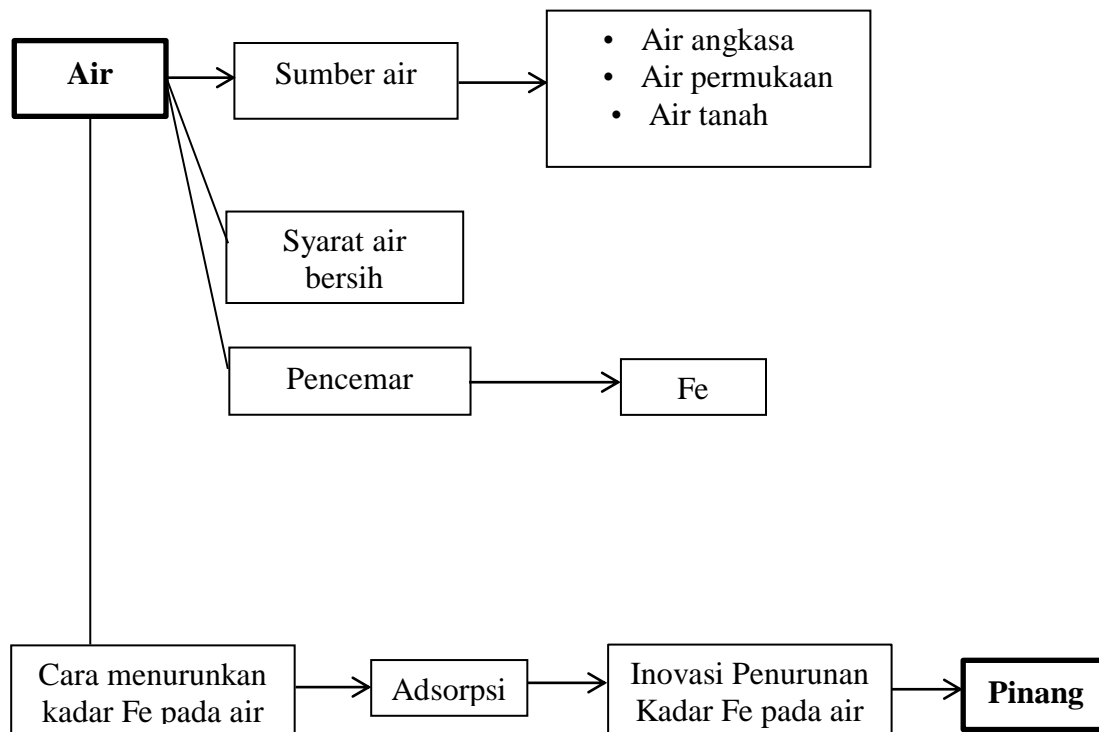 Air
Sumber air
• Air angkasa
• Air permukaan
• Air tanah
Syarat air
bersih
Pencemar
Fe
Cara menurunkan
kadar Fe pada air
Adsorpsi
Inovasi Penurunan
Kadar Fe pada air
Pinang